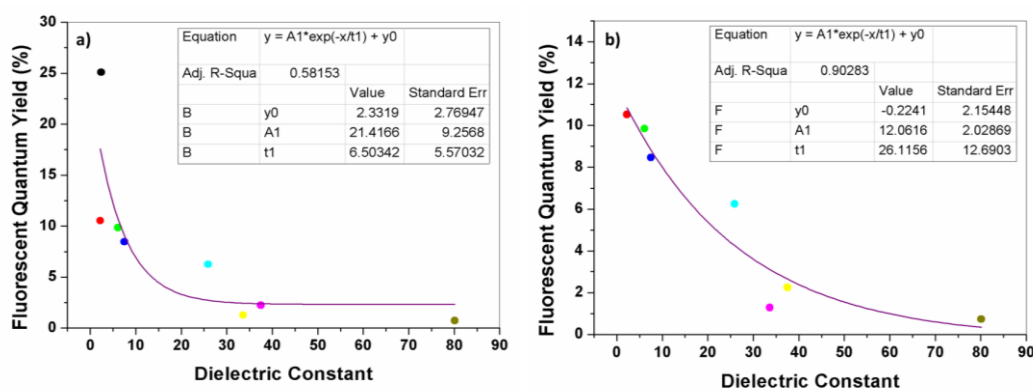 a)
Equation y = A1*exp(-x/t1) + y0
Adj. R-Squa 0.58153
Value Standard Err
B y0 2.3319 2.76947
B A1 21.4166 9.2568
B t1 6.50342 5.57032
Fluorescent Quantum Yield (%)
30
25
20
15
10
5
0
0 10 20 30 40 50 60 70 80 90
Dielectric Constant
b)
Equation y = A1*exp(-x/t1) + y0
Adj. R-Squa 0.90283
Value Standard Err
F y0 -0.2241 2.15448
F A1 12.0616 2.02869
F t1 26.1156 12.6903
Fluorescent Quantum Yield (%)
14
12
10
8
6
4
2
0
0 10 20 30 40 50 60 70 80 90
Dielectric Constant